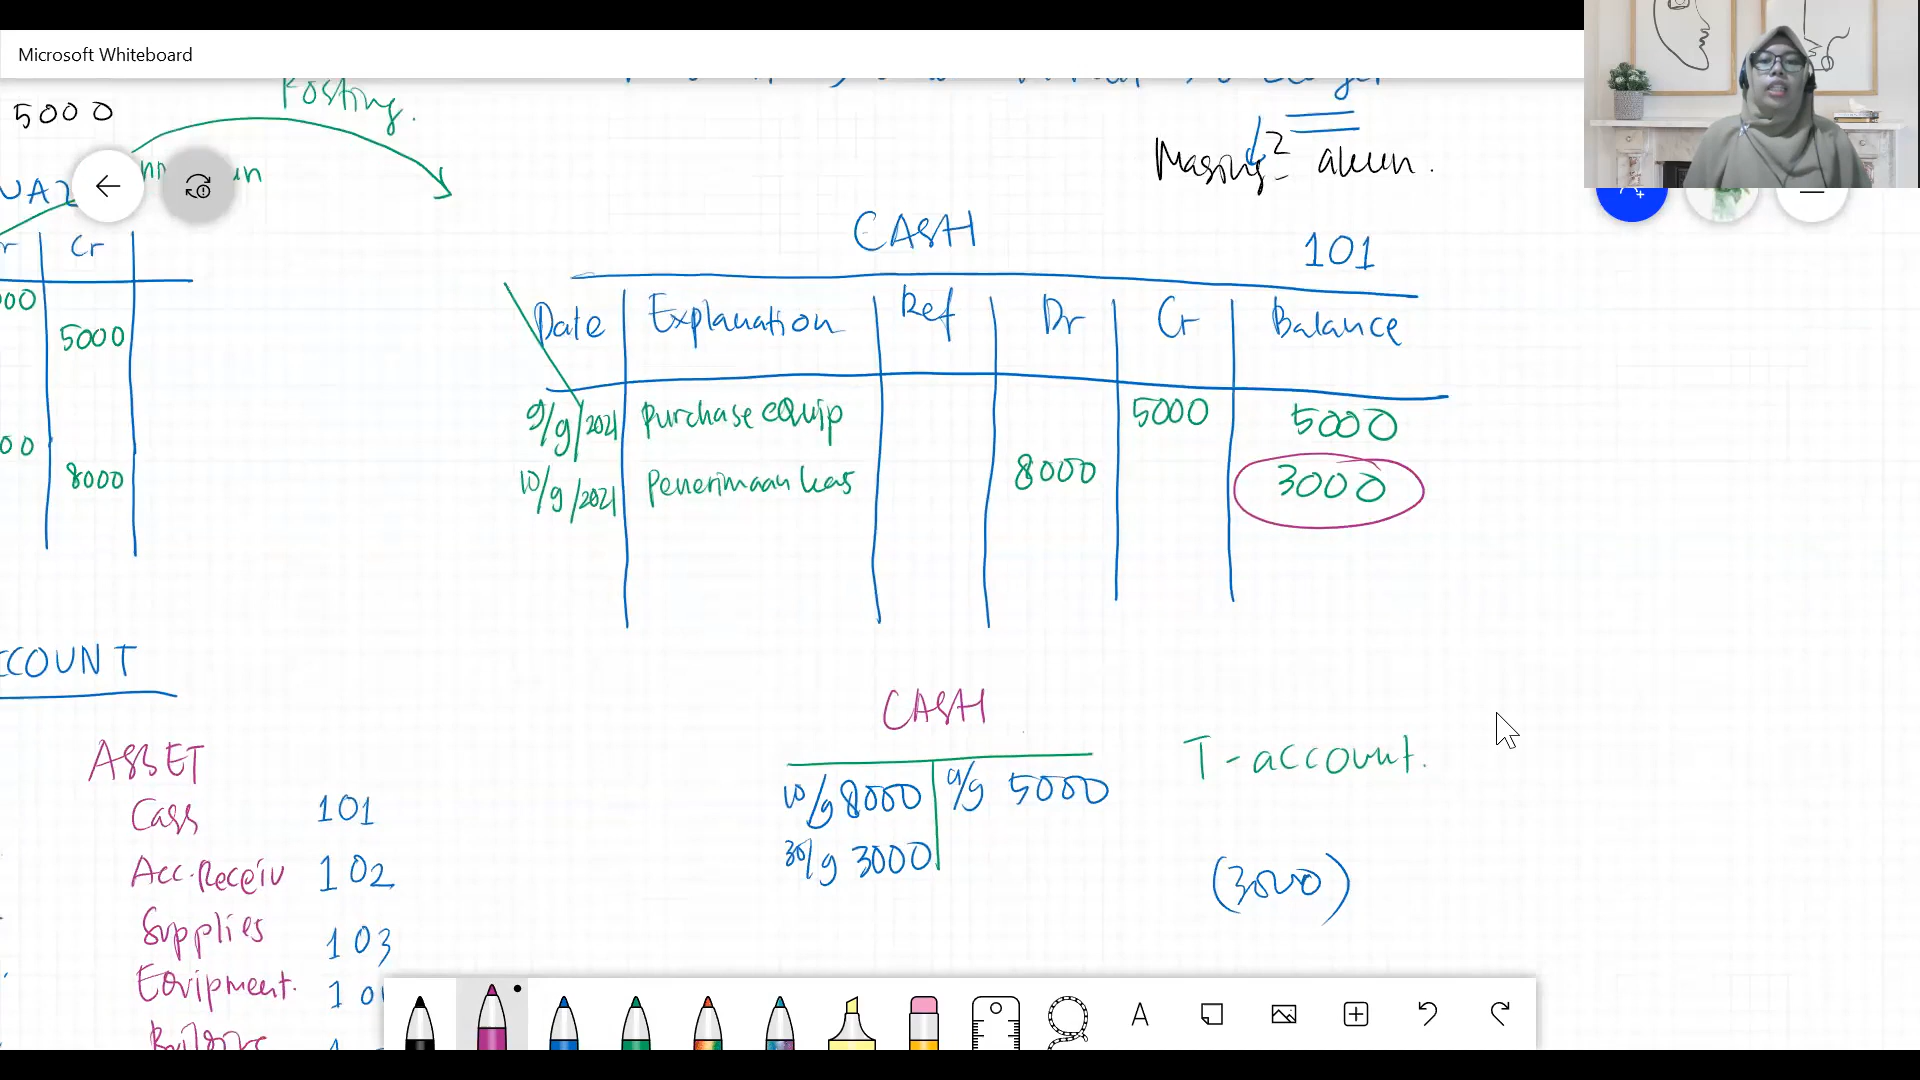 Microsoft Whiteboard
5000
Posting.
Masing2 akun.
CASH
101
Cr
Date Explanation Ref Dr Cr Balance
5000
9/9/2021 Purchase equip 5000 5000
10/9/2021 Penerimaan kas 8000 3000
8000
CCOUNT
CASH
ASSET
T-account.
Cash 101
10/9 8000 9/9 5000
30/9 3000
(3000)
Acc.Receiv 102
Supplies 103
Equipment.